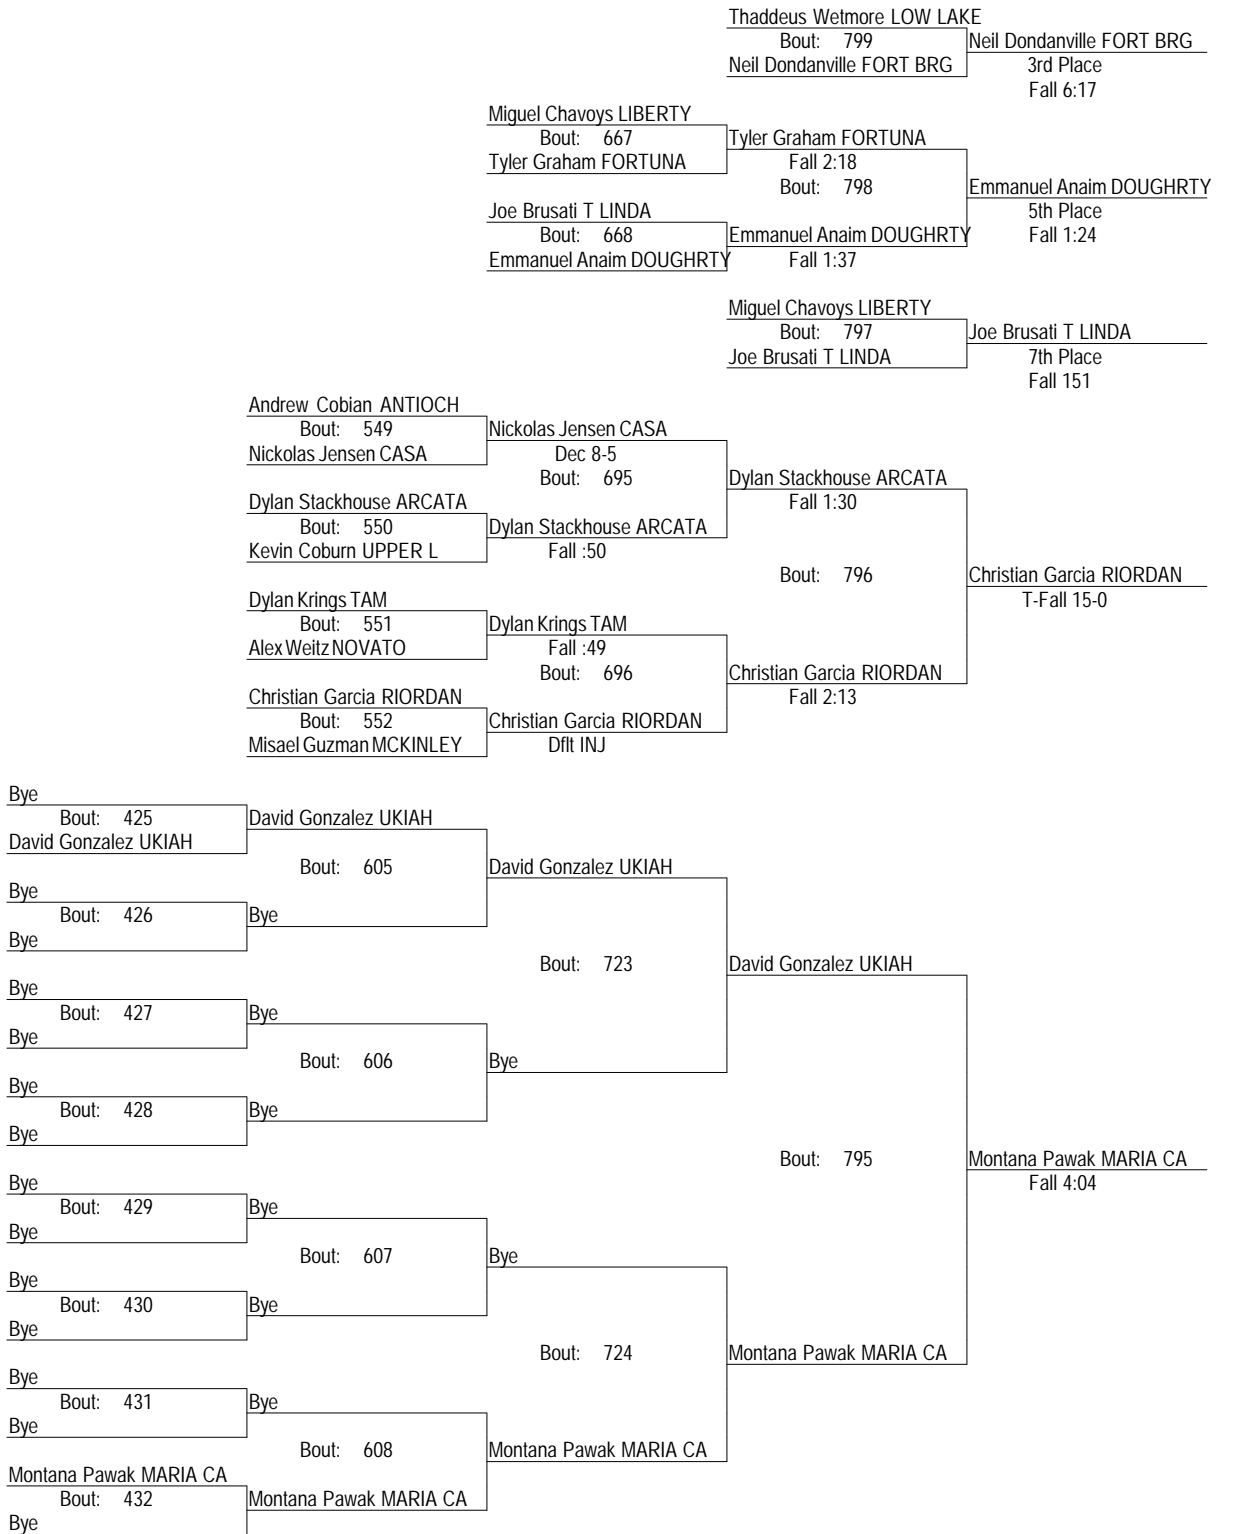 Thaddeus Wetmore LOW LAKE
Bout: 799
Neil Dondanville FORT BRG
Neil Dondanville FORT BRG
3rd Place
Fall 6:17
Miguel Chavoys LIBERTY
Bout: 667
Tyler Graham FORTUNA
Tyler Graham FORTUNA
Fall 2:18
Bout: 798
Emmanuel Anaim DOUGHRTY
5th Place
Fall 1:24
Joe Brusati T LINDA
Bout: 668
Emmanuel Anaim DOUGHRTY
Emmanuel Anaim DOUGHRTY
Fall 1:37
Miguel Chavoys LIBERTY
Bout: 797
Joe Brusati T LINDA
Joe Brusati T LINDA
7th Place
Fall 151
Andrew Cobian ANTIOCH
Bout: 549
Nickolas Jensen CASA
Nickolas Jensen CASA
Dec 8-5
Bout: 695
Dylan Stackhouse ARCATA
Bout: 550
Kevin Coburn UPPER L
Dylan Stackhouse ARCATA
Fall :50
Dylan Stackhouse ARCATA
Fall 1:30
Bout: 796
Christian Garcia RIORDAN
T-Fall 15-0
Dylan Krings TAM
Bout: 551
Alex Weitz NOVATO
Dylan Krings TAM
Fall :49
Bout: 696
Christian Garcia RIORDAN
Bout: 552
Misael Guzman MCKINLEY
Christian Garcia RIORDAN
Dflt INJ
Christian Garcia RIORDAN
Fall 2:13
Bye
Bout: 425
David Gonzalez UKIAH
David Gonzalez UKIAH
Bout: 605
David Gonzalez UKIAH
Bye
Bout: 426
Bye
Bye
Bout: 723
David Gonzalez UKIAH
Bye
Bout: 427
Bye
Bye
Bout: 606
Bye
Bye
Bout: 428
Bye
Bye
Bout: 795
Montana Pawak MARIA CA
Fall 4:04
Bye
Bout: 429
Bye
Bye
Bout: 607
Bye
Bye
Bout: 430
Bye
Bye
Bout: 724
Montana Pawak MARIA CA
Bye
Bout: 431
Bye
Bye
Bout: 608
Montana Pawak MARIA CA
Montana Pawak MARIA CA
Bout: 432
Bye
Montana Pawak MARIA CA